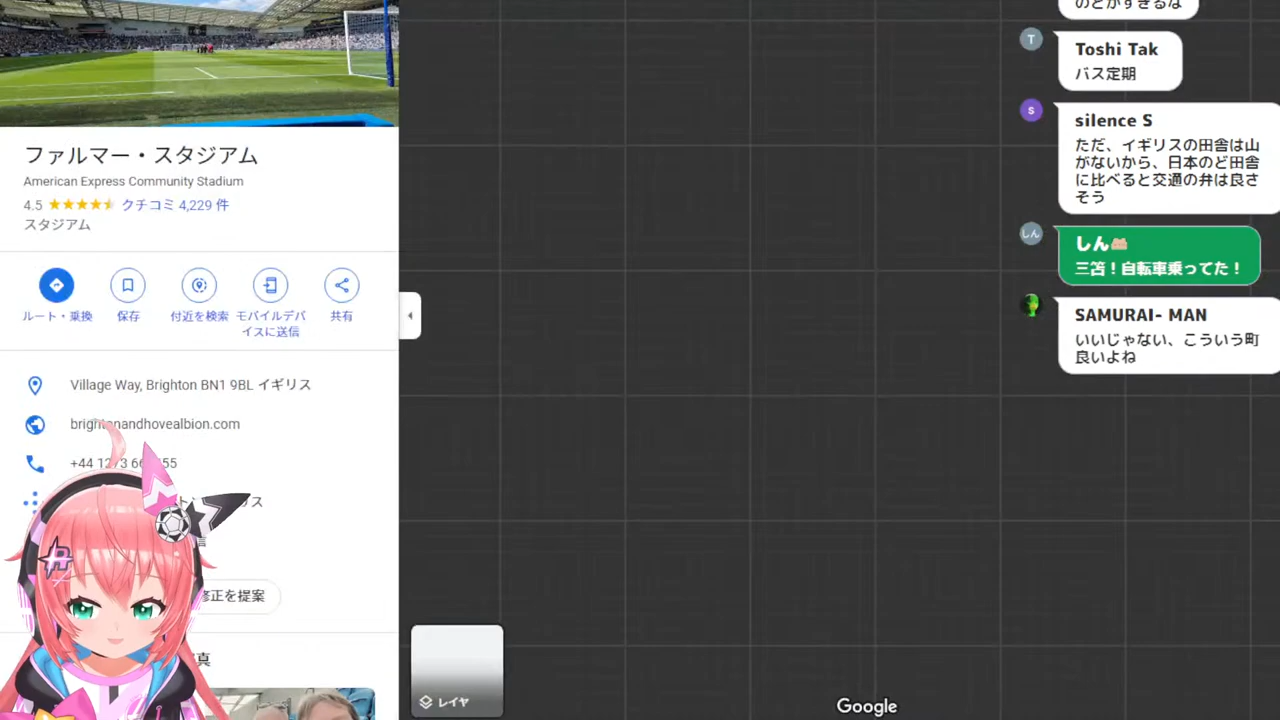 ファルマー・スタジアム
American Express Community Stadium
4.5 クチコミ 4,229 件
スタジアム
ルート・乗換
保存
付近を検索
モバイルデバ
イスに送信
共有
Village Way, Brighton BN1 9BL イギリス
brightonandhovealbion.com
+44 1273 66 55
修正を提案
レイヤ
Google
のどかすぎるな
Toshi Tak
バス定期
silence S
ただ、イギリスの田舎は山
がないから、日本のど田舎
に比べると交通の弁は良さ
そう
しん
しん
三笘！自転車乗ってた！
SAMURAI- MAN
いいじゃない、こういう町
良いよね